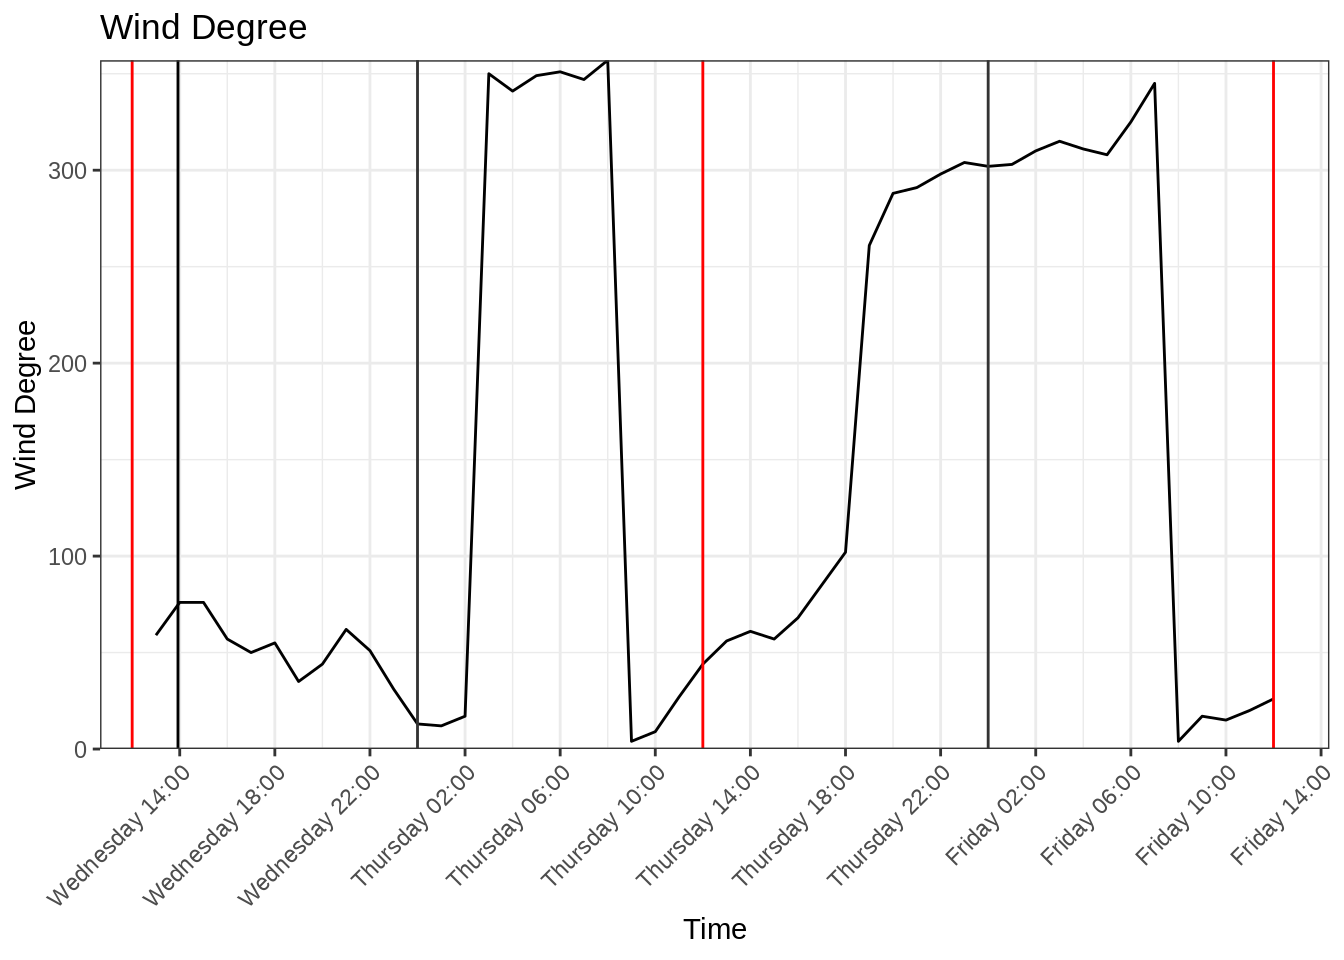 Wind Degree
Wind Degree
300
200
100
0
Wednesday 14:00
Wednesday 18:00
Wednesday 22:00
Thursday 02:00
Thursday 06:00
Thursday 10:00
Thursday 14:00
Thursday 18:00
Thursday 22:00
Friday 02:00
Friday 06:00
Friday 10:00
Friday 14:00
Time